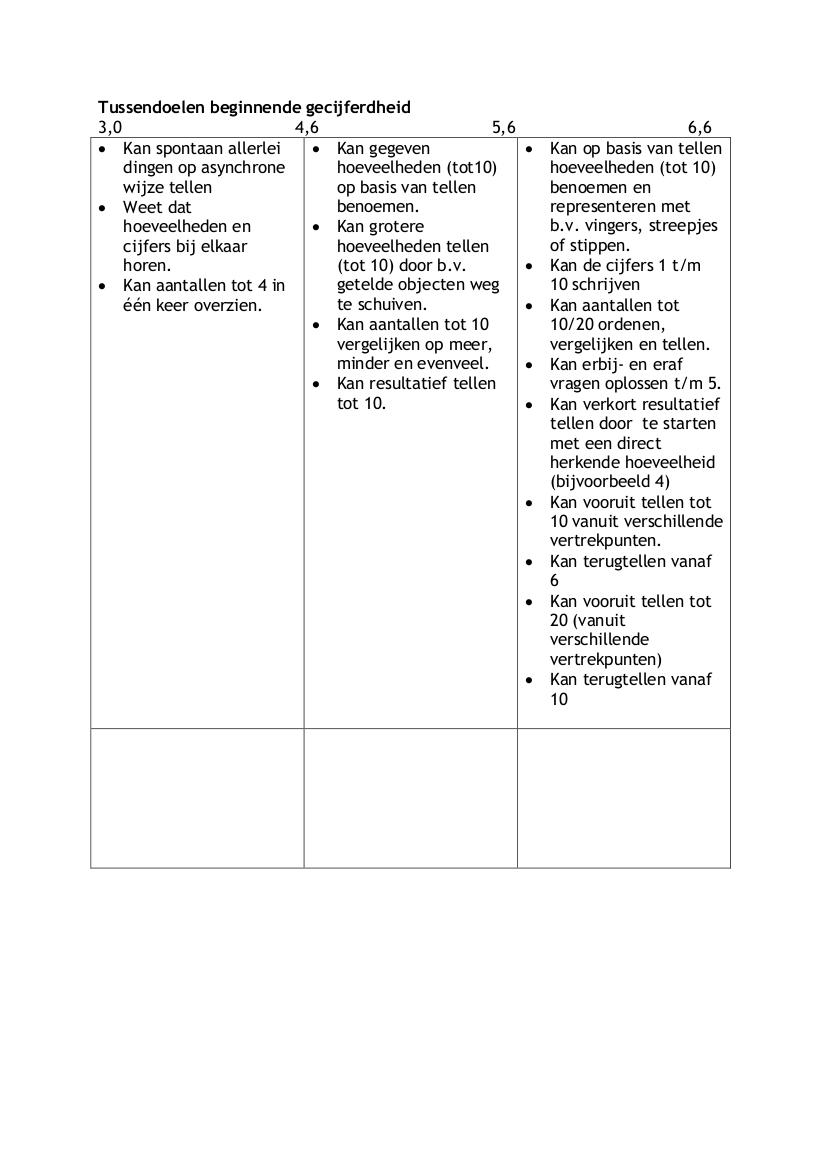 Tussendoelen beginnende gecijferdheid
3,0 4,6 5,6 6,6
• Kan spontaan allerlei
dingen op asynchrone
wijze tellen
• Weet dat
hoeveelheden en
cijfers bij elkaar
horen.
• Kan aantallen tot 4 in
één keer overzien.
• Kan gegeven
hoeveelheden (tot10)
op basis van tellen
benoemen.
• Kan grotere
hoeveelheden tellen
(tot 10) door b.v.
getelde objecten weg
te schuiven.
• Kan aantallen tot 10
vergelijken op meer,
minder en evenveel.
• Kan resultatief tellen
tot 10.
• Kan op basis van tellen
hoeveelheden (tot 10)
benoemen en
representeren met
b.v. vingers, streepjes
of stippen.
• Kan de cijfers 1 t/m
10 schrijven
• Kan aantallen tot
10/20 ordenen,
vergelijken en tellen.
• Kan erbij- en eraf
vragen oplossen t/m 5.
• Kan verkort resultatief
tellen door te starten
met een direct
herkende hoeveelheid
(bijvoorbeeld 4)
• Kan vooruit tellen tot
10 vanuit verschillende
vertrekpunten.
• Kan terugtellen vanaf
6
• Kan vooruit tellen tot
20 (vanuit
verschillende
vertrekpunten)
• Kan terugtellen vanaf
10